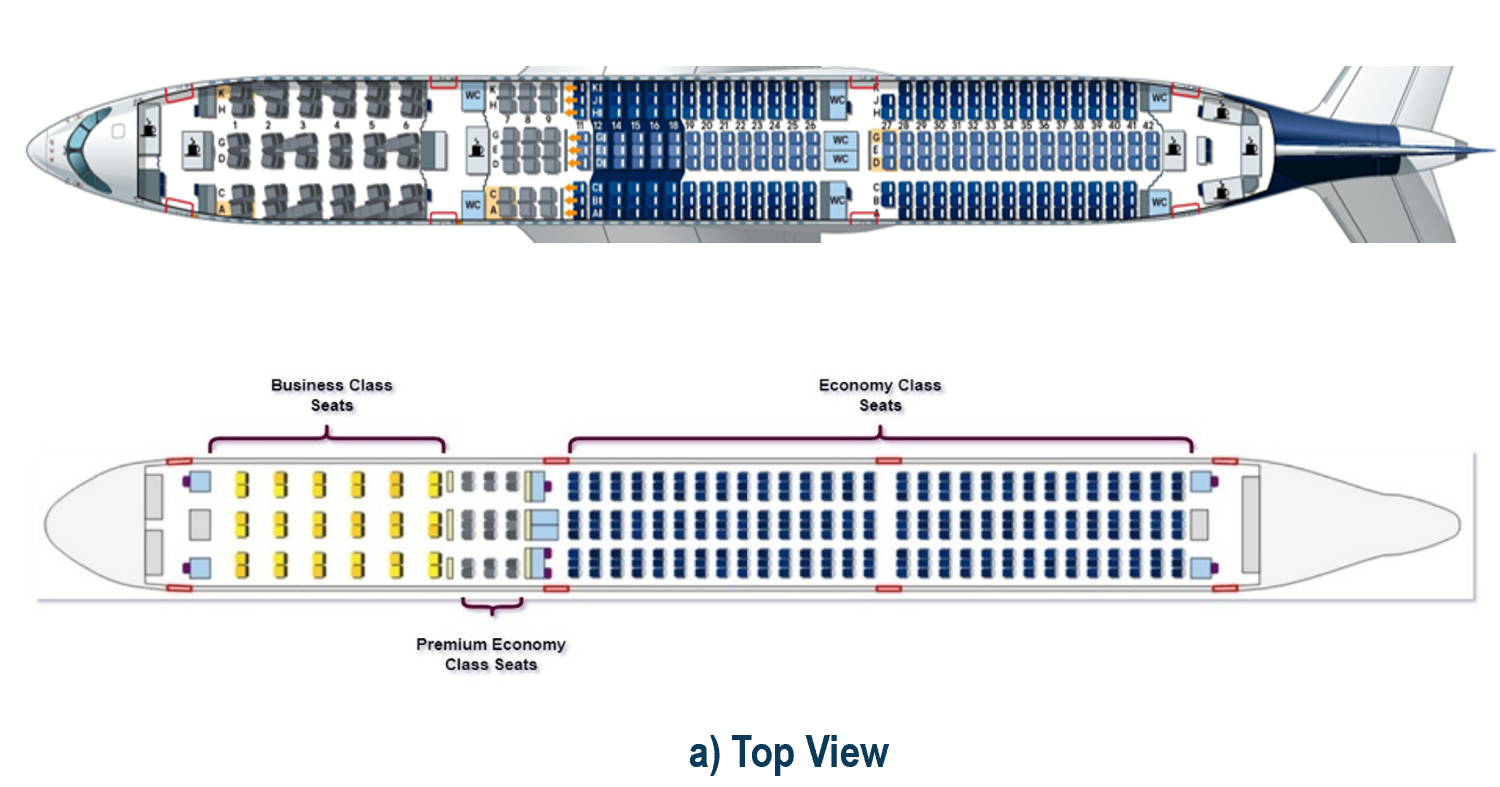 K
H
G
D
C
A
1 2 3 4 5 6
WC
WC
K
H
G
E
D
C
A
7 8 9
11 12 14 15 16 18 19 20 21 22 23 24 25 26
K
J
H
G
E
D
C
B
A
WC
WC
WC
WC
K
J
H
G
E
D
C
B
A
27 28 29 30 31 32 33 34 35 36 37 38 39 40 41 42
WC
WC
Business Class
Seats
Economy Class
Seats
Premium Economy
Class Seats
a) Top View